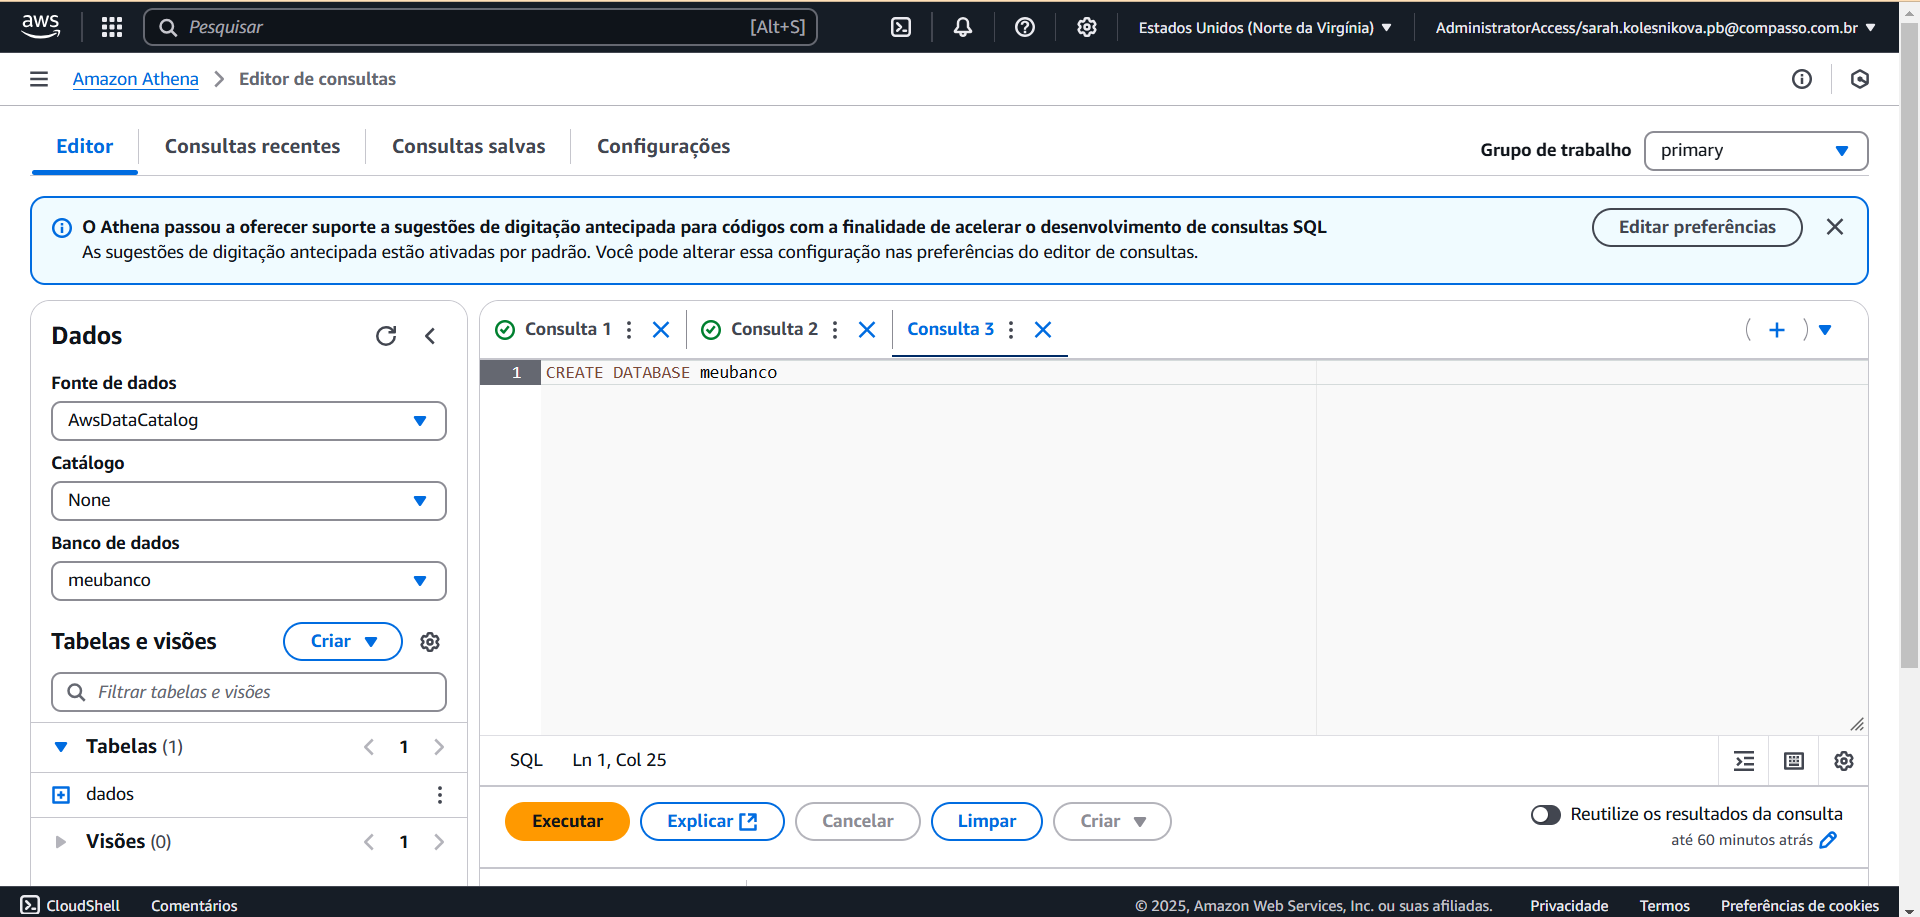 aws
Pesquisar [Alt+S]
Estados Unidos (Norte da Virgínia)
AdministratorAccess/sarah.kolesnikova.pb@compasso.com.br
Amazon Athena
Editor de consultas
Editor
Consultas recentes
Consultas salvas
Configurações
Grupo de trabalho
primary
O Athena passou a oferecer suporte a sugestões de digitação antecipada para códigos com a finalidade de acelerar o desenvolvimento de consultas SQL
As sugestões de digitação antecipada estão ativadas por padrão. Você pode alterar essa configuração nas preferências do editor de consultas.
Editar preferências
Dados
Fonte de dados
AwsDataCatalog
Catálogo
None
Banco de dados
meubanco
Tabelas e visões
Criar
Filtrar tabelas e visões
Tabelas (1)
1
dados
Visões (0)
1
Consulta 1
Consulta 2
Consulta 3
1 CREATE DATABASE meubanco
SQL
Ln 1, Col 25
Executar
Explicar
Cancelar
Limpar
Criar
Reutilize os resultados da consulta
até 60 minutos atrás
CloudShell
Comentários
© 2025, Amazon Web Services, Inc. ou suas afiliadas.
Privacidade
Termos
Preferências de cookies